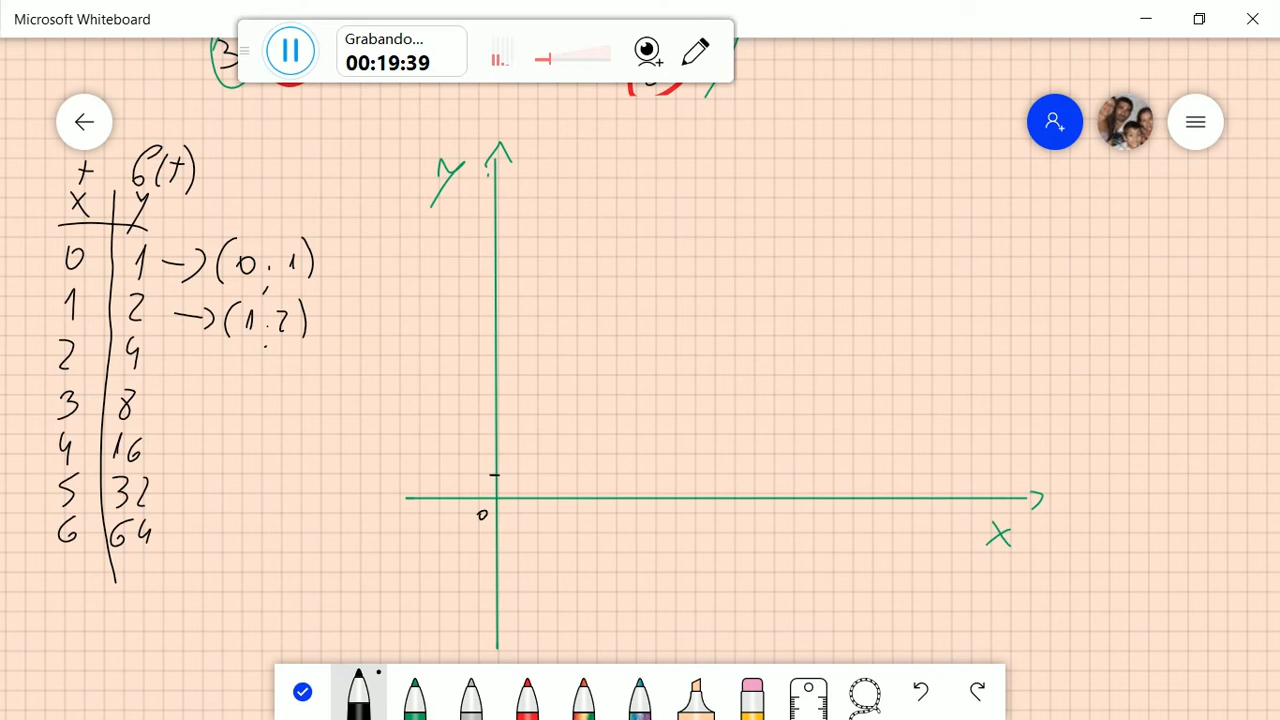 Microsoft Whiteboard
Grabando...
00:19:39
3
t f(t)
x y
0 1 → (0, 1)
1 2 → (1, 2)
2 4
3 8
4 16
5 32
6 64
y
0
x